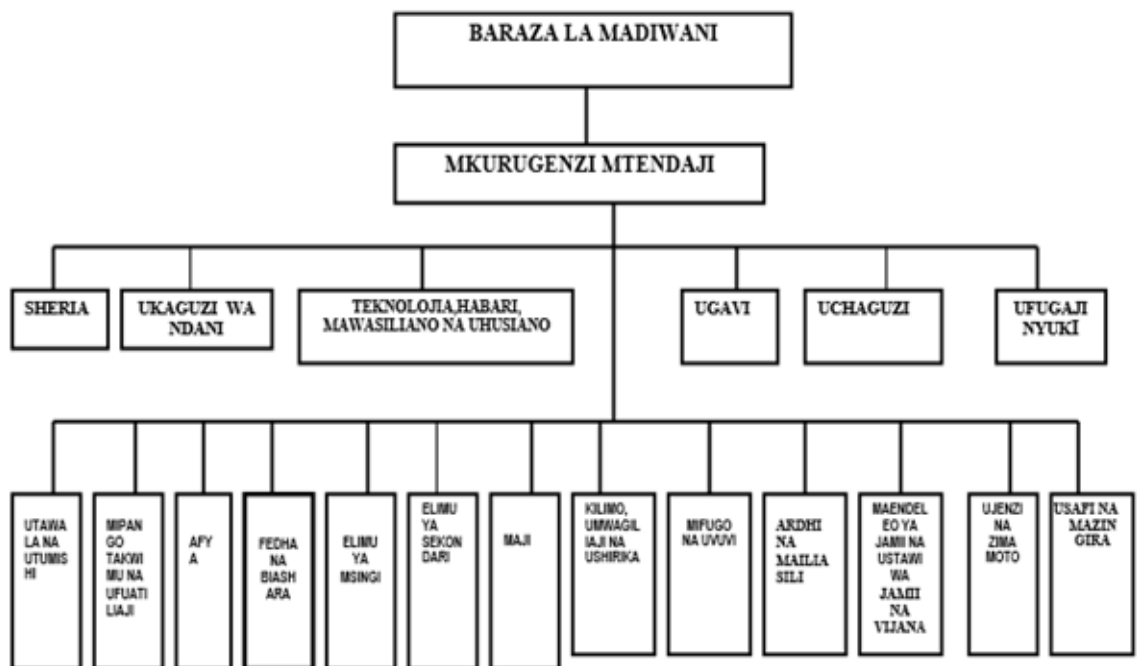 BARAZA LA MADIWANI
MKURUGENZI MTENDAJI
SHERIA
UKAGUZI WA
NDANI
TEKNOLOJIA,HABARI,
MAWASILIANO NA UHUSIANO
UGAVI
UCHAGUZI
UFUGAJI
NYUKI
UTAWA
LA NA
UTUMIS
HI
MIPAN
GO
TAKWI
MU NA
UFUATI
LIAJI
AFY
A
FEDHA
NA
BIASH
ARA
ELIMU
YA
MSINGI
ELIMU
YA
SEKON
DARI
MAJI
KILIMO,
UMWAGIL
IAJI NA
USHIRIKA
MIFUGO
NA UVUVI
ARDHI
NA
MAILIA
SILI
MAENDEL
EO YA
JAMII NA
USTAWI
WA
JAMII
NA
VIJANA
UJENZI
NA
ZIMA
MOTO
USAFI NA
MAZIN
GIRA